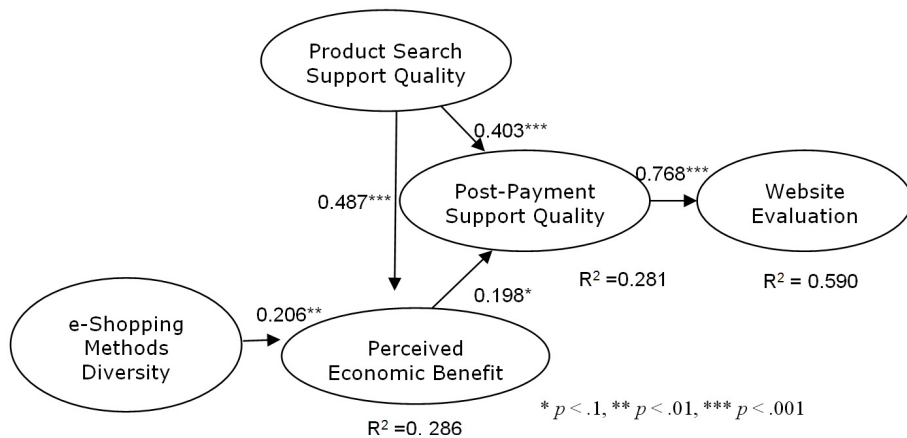 Product Search
Support Quality
0.403***
0.768***
0.487***
Post-Payment
Support Quality
Website
Evaluation
R² =0.281
R² = 0.590
0.198*
0.206**
e-Shopping
Methods
Diversity
Perceived
Economic Benefit
* p < .1, ** p < .01, *** p < .001
R² =0. 286